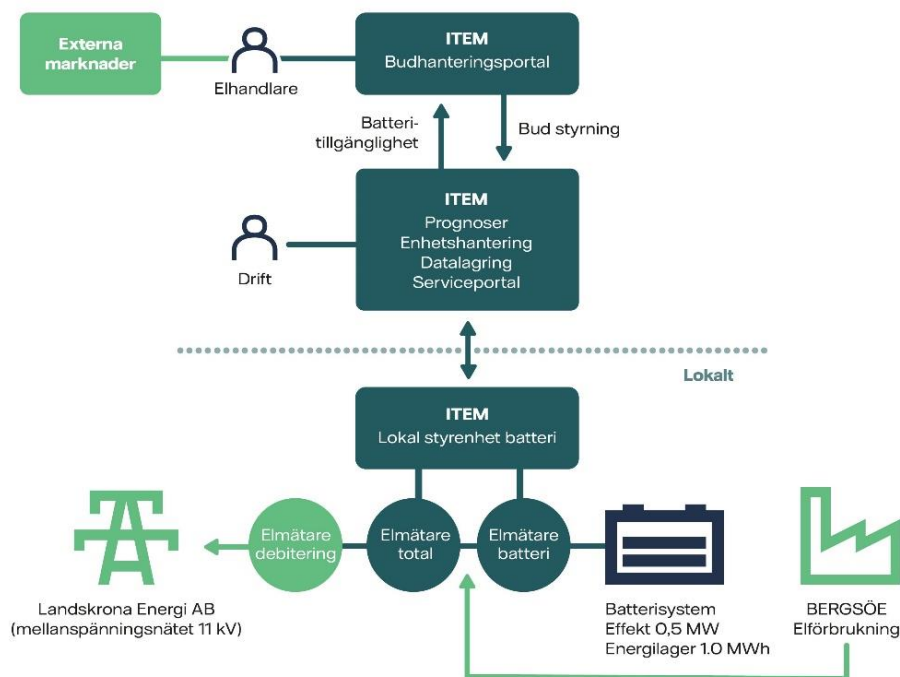 Externa
marknader
Elhandlare
ITEM
Budhanteringsportal
Batteri-
tillgänglighet
Bud styrning
ITEM
Prognoser
Enhetshantering
Datalagring
Serviceportal
Drift
Lokalt
ITEM
Lokal styrenhet batteri
Elmätare
debitering
Elmätare
total
Elmätare
batteri
Landskrona Energi AB
(mellanspänningsnätet 11 kV)
Batterisystem
Effekt 0,5 MW
Energilager 1.0 MWh
BERGSÖE
Elförbrukning